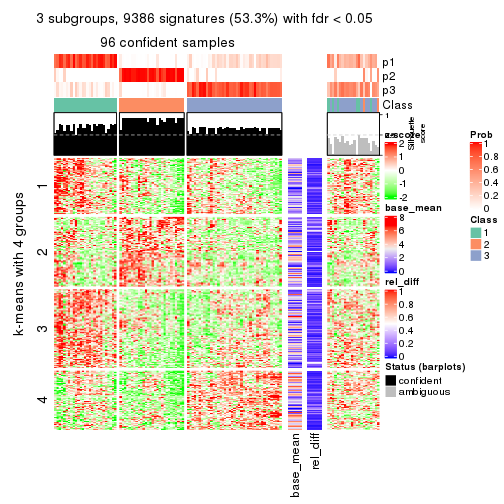 3 subgroups, 9386 signatures (53.3%) with fdr < 0.05
96 confident samples
p1
p2
p3
Class
1
Silhouette
score
z-score
2
1
0
-1
-2
base_mean
8
6
4
2
0
rel_diff
1
0.8
0.6
0.4
0.2
0
Status (barplots)
confident
ambiguous
Prob
1
0.8
0.6
0.4
0.2
0
Class
1
2
3
k-means with 4 groups
1
2
3
4
base_mean
rel_diff